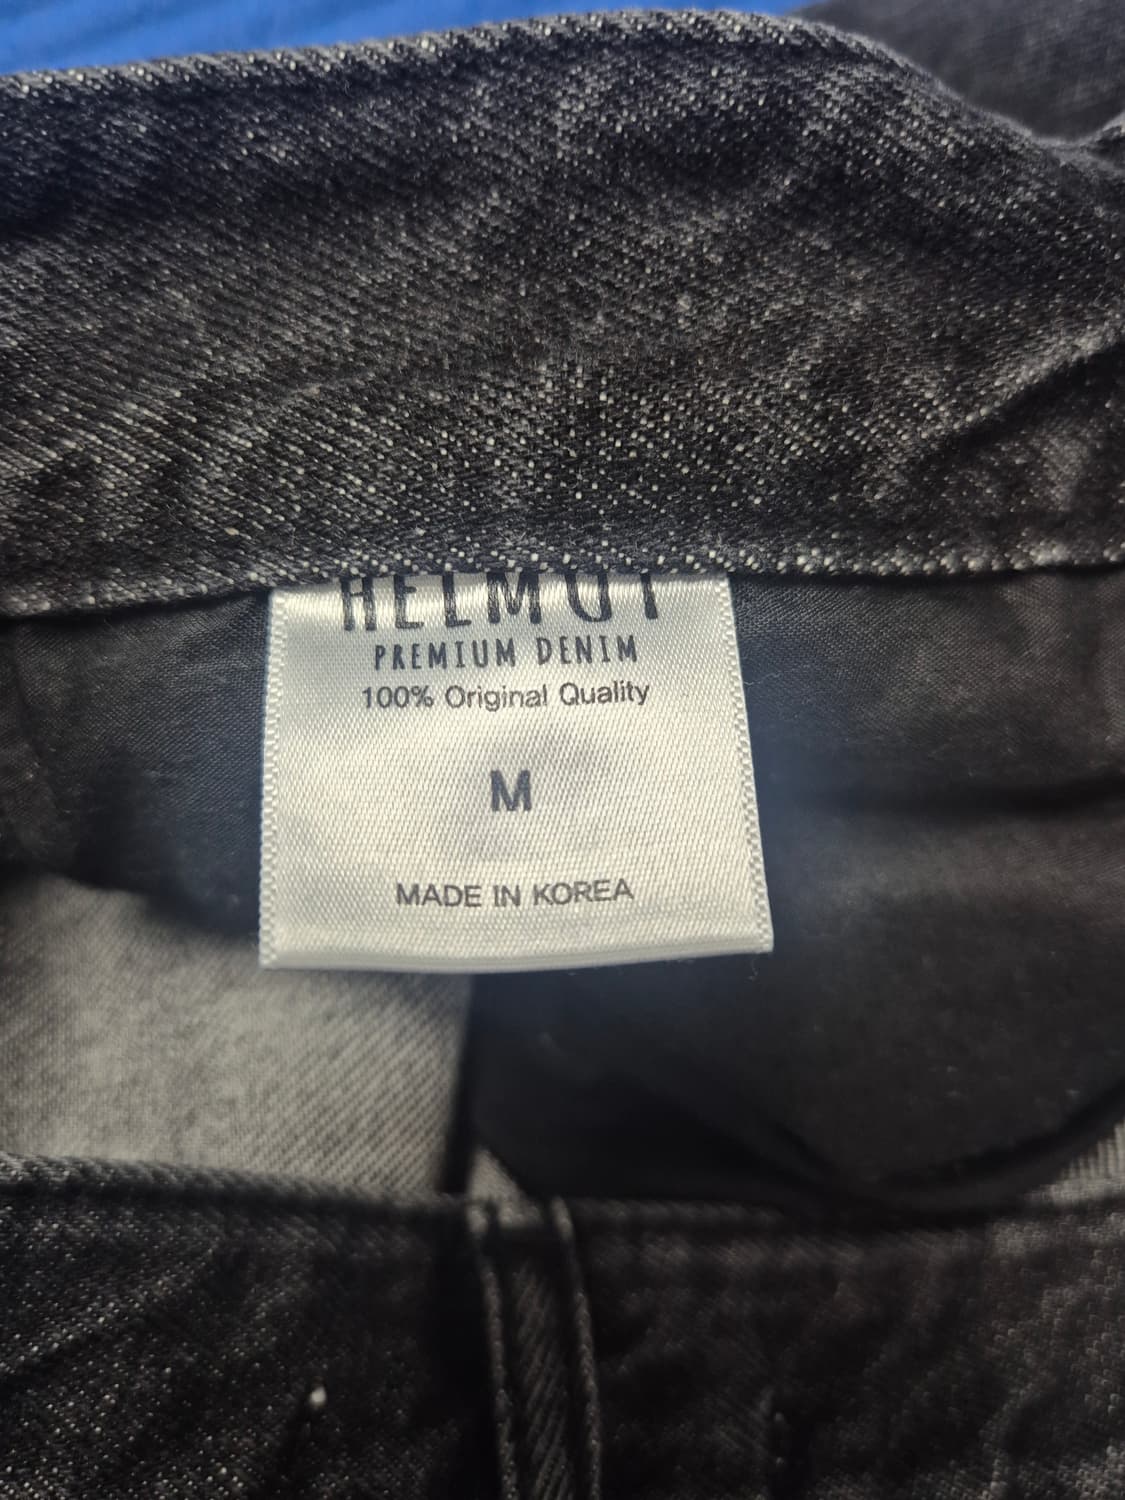 HELMUT
PREMIUM DENIM
100% Original Quality
M
MADE IN KOREA